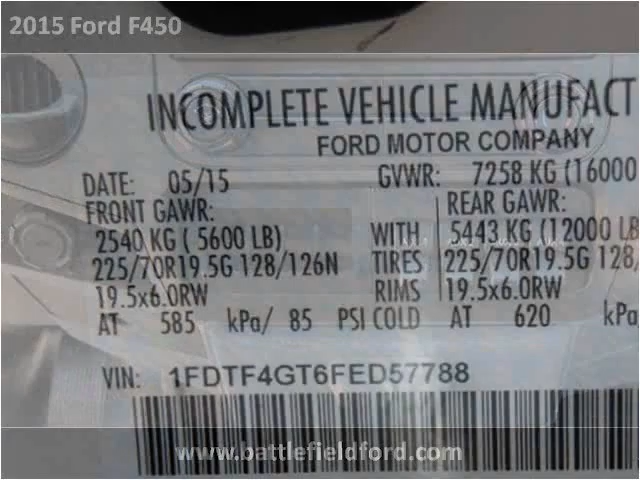 2015 Ford F450
INCOMPLETE VEHICLE MANUFACT
FORD MOTOR COMPANY
DATE: 05/15 GVWR: 7258 KG (16000
FRONT GAWR: REAR GAWR:
2540 KG ( 5600 LB) WITH 5443 KG (12000 LB
225/70R19.5G 128/126N TIRES 225/70R19.5G 128/
19.5x6.0RW RIMS 19.5x6.0RW
AT 585 kPa/ 85 PSI COLD AT 620 kPa
VIN: 1FDTF4GT6FED57788
www.battlefieldford.com